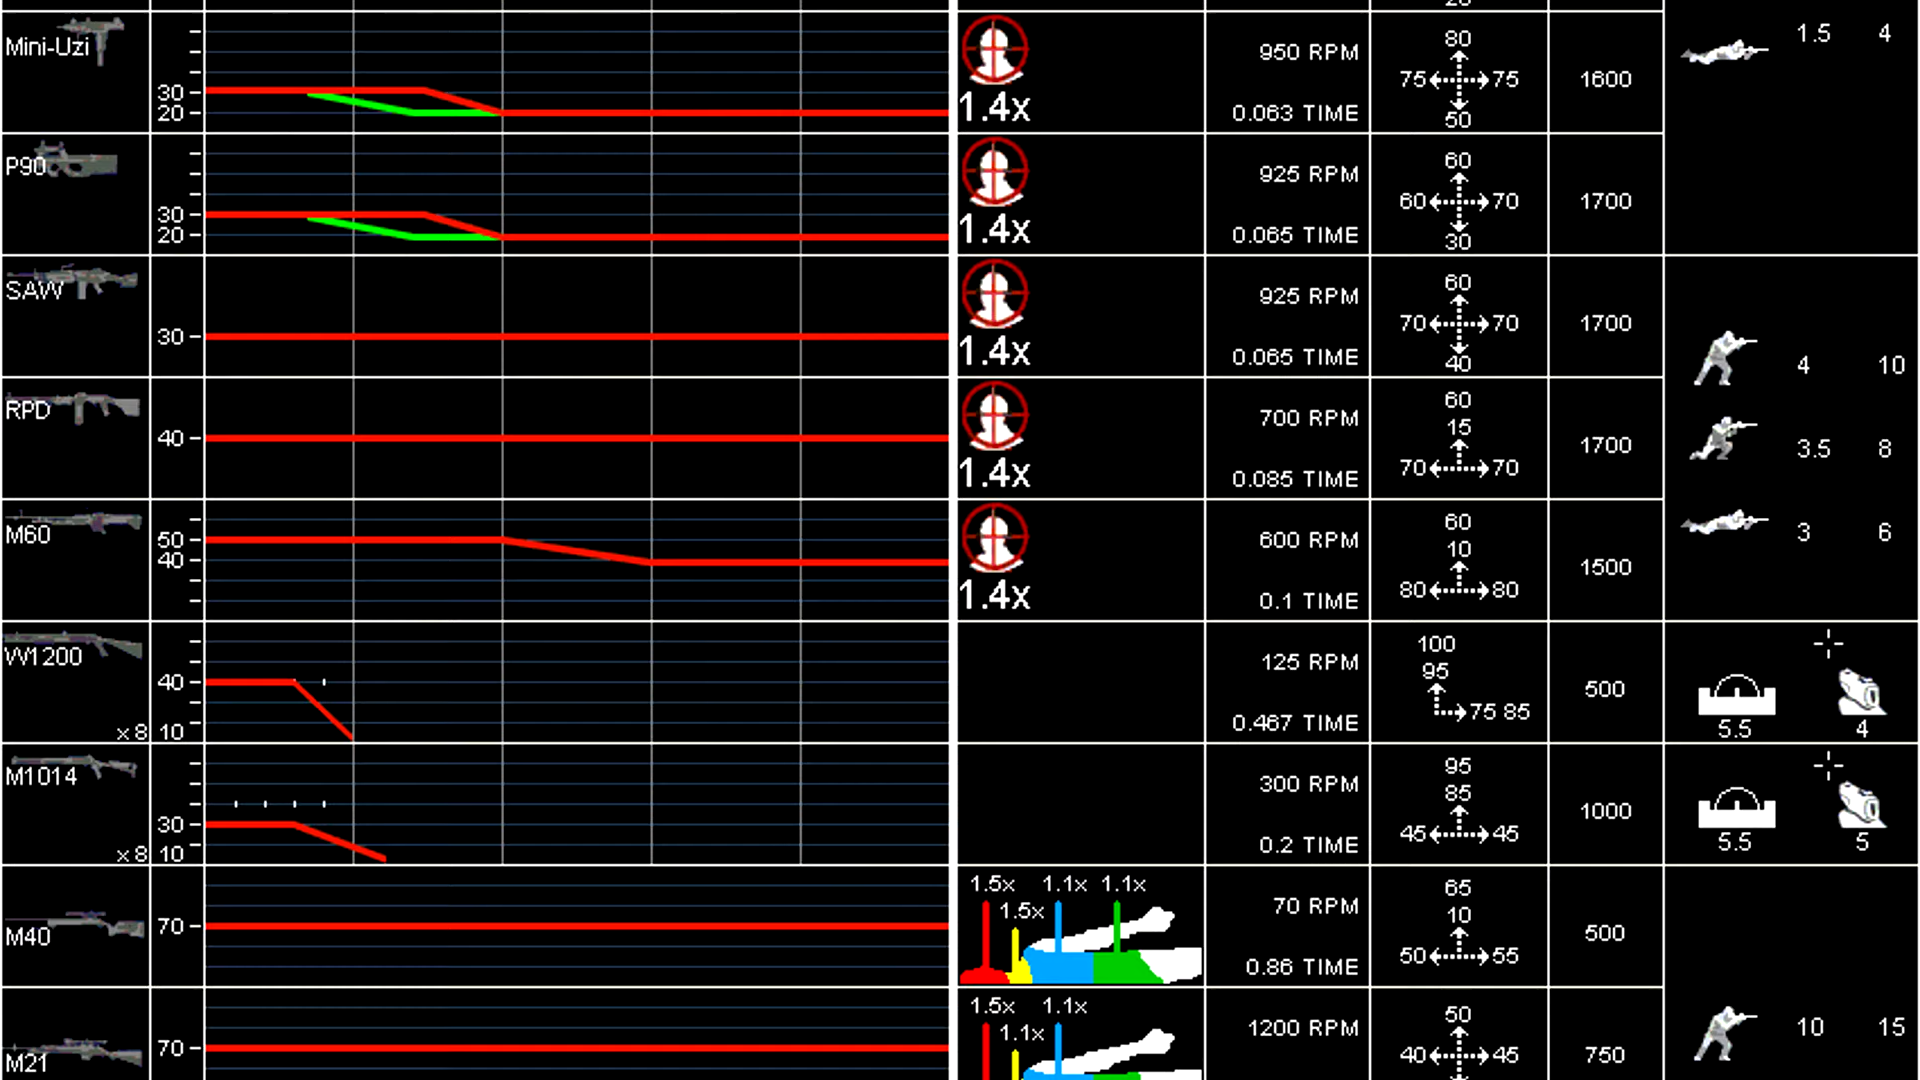 20
Mini-Uzi
30
20
1.4x
950 RPM
0.063 TIME
80
75 75
50
1600
1.5 4
P90
30
20
1.4x
925 RPM
0.065 TIME
60
60 70
30
1700
SAW
30
1.4x
925 RPM
0.065 TIME
60
70 70
40
1700
4 10
RPD
40
1.4x
700 RPM
0.085 TIME
60
15
70 70
1700
3.5 8
M60
50
40
1.4x
600 RPM
0.1 TIME
60
10
80 80
1500
3 6
W1200
x8
40
10
125 RPM
0.467 TIME
100
95
75 85
500
5.5 4
M1014
x8
30
10
300 RPM
0.2 TIME
95
85
45 45
1000
5.5 5
M40
70
1.5x 1.1x 1.1x
1.5x
70 RPM
0.86 TIME
65
10
50 55
500
M21
70
1.5x 1.1x
1.1x
1200 RPM
50
40 45
750
10 15